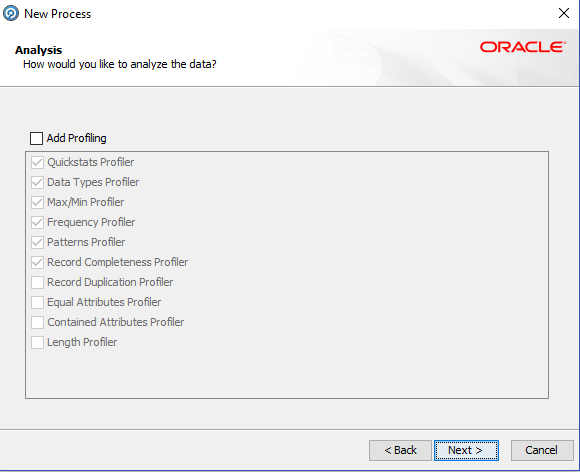 New Process
Analysis
ORACLE
How would you like to analyze the data?
Add Profiling
Quickstats Profiler
Data Types Profiler
Max/Min Profiler
Frequency Profiler
Patterns Profiler
Record Completeness Profiler
Record Duplication Profiler
Equal Attributes Profiler
Contained Attributes Profiler
Length Profiler
< Back Next > Cancel